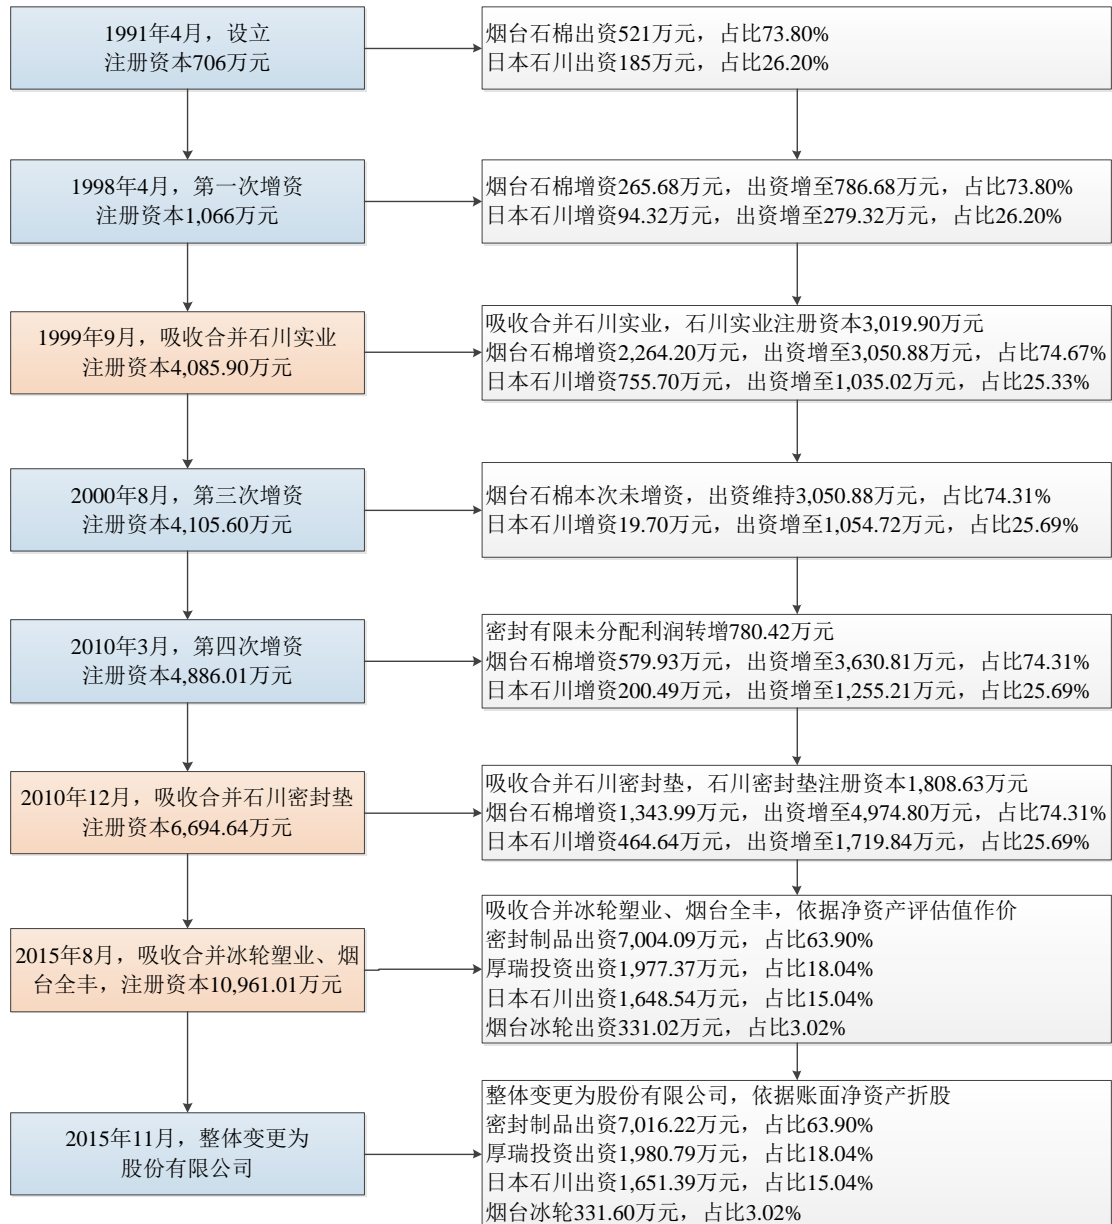 1991年4月，设立
注册资本706万元
烟台石棉出资521万元，占比73.80%
日本石川出资185万元，占比26.20%
1998年4月，第一次增资
注册资本1,066万元
烟台石棉增资265.68万元，出资增至786.68万元，占比73.80%
日本石川增资94.32万元，出资增至279.32万元，占比26.20%
1999年9月，吸收合并石川实业
注册资本4,085.90万元
吸收合并石川实业，石川实业注册资本3,019.90万元
烟台石棉增资2,264.20万元，出资增至3,050.88万元，占比74.67%
日本石川增资755.70万元，出资增至1,035.02万元，占比25.33%
2000年8月，第三次增资
注册资本4,105.60万元
烟台石棉本次未增资，出资维持3,050.88万元，占比74.31%
日本石川增资19.70万元，出资增至1,054.72万元，占比25.69%
2010年3月，第四次增资
注册资本4,886.01万元
密封有限未分配利润转增780.42万元
烟台石棉增资579.93万元，出资增至3,630.81万元，占比74.31%
日本石川增资200.49万元，出资增至1,255.21万元，占比25.69%
2010年12月，吸收合并石川密封垫
注册资本6,694.64万元
吸收合并石川密封垫，石川密封垫注册资本1,808.63万元
烟台石棉增资1,343.99万元，出资增至4,974.80万元，占比74.31%
日本石川增资464.64万元，出资增至1,719.84万元，占比25.69%
2015年8月，吸收合并冰轮塑业、烟
台全丰，注册资本10,961.01万元
吸收合并冰轮塑业、烟台全丰，依据净资产评估值作价
密封制品出资7,004.09万元，占比63.90%
厚瑞投资出资1,977.37万元，占比18.04%
日本石川出资1,648.54万元，占比15.04%
烟台冰轮出资331.02万元，占比3.02%
2015年11月，整体变更为
股份有限公司
整体变更为股份有限公司，依据账面净资产折股
密封制品出资7,016.22万元，占比63.90%
厚瑞投资出资1,980.79万元，占比18.04%
日本石川出资1,651.39万元，占比15.04%
烟台冰轮331.60万元，占比3.02%